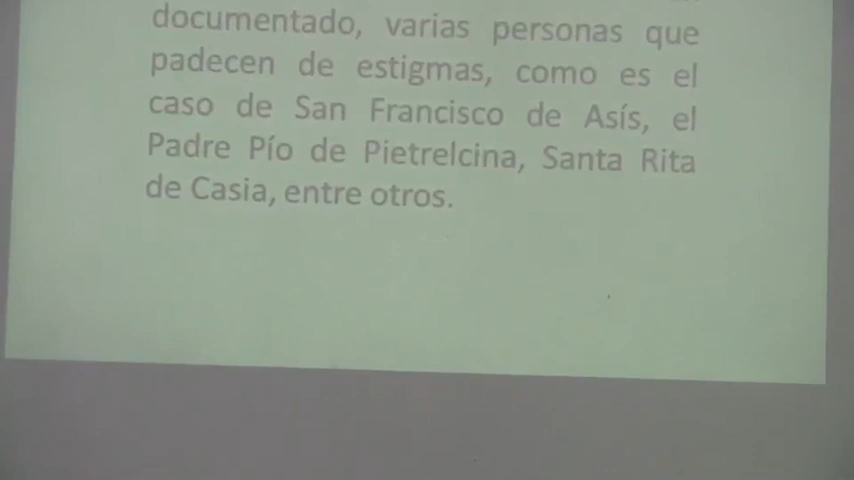 documentado, varias personas que
padecen de estigmas, como es el
caso de San Francisco de Asís, el
Padre Pío de Pietrelcina, Santa Rita
de Casia, entre otros.